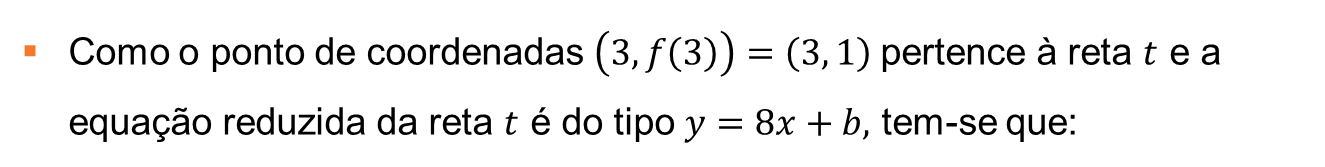 ▪ Como o ponto de coordenadas (3, f(3)) = (3, 1) pertence à reta t e a
equação reduzida da reta t é do tipo y = 8x + b, tem-se que: